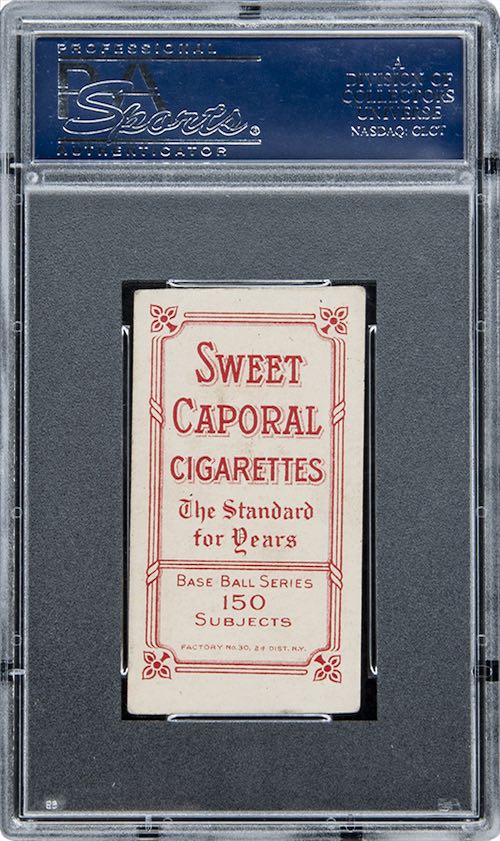 PROFESSIONAL
PSA
Sports®
AUTHENTICATOR
A
DIVISION OF
COLLECTORS
UNIVERSE
NASDAQ: CLCT
SWEET
CAPORAL
CIGARETTES
The Standard
for Years
BASE BALL SERIES
150
SUBJECTS
FACTORY No. 30, 2d DIST. N.Y.